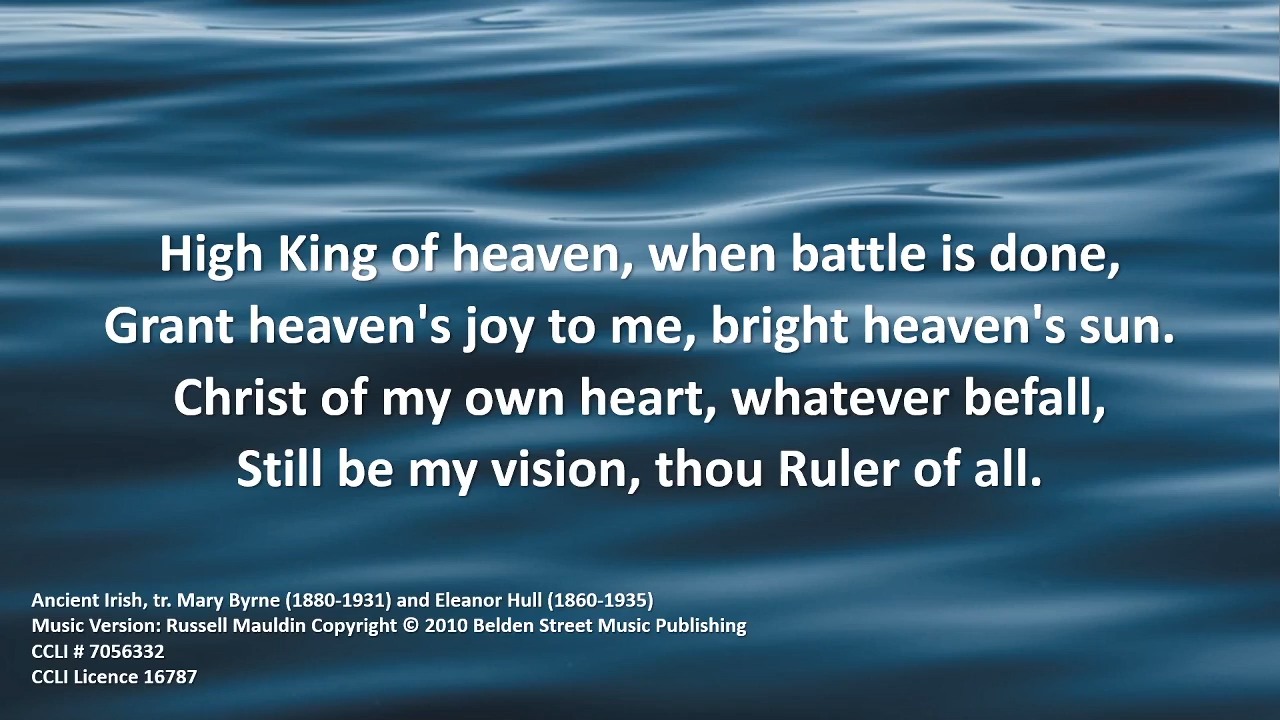 High King of heaven, when battle is done,
Grant heaven's joy to me, bright heaven's sun.
Christ of my own heart, whatever befall,
Still be my vision, thou Ruler of all.
Ancient Irish, tr. Mary Byrne (1880-1931) and Eleanor Hull (1860-1935)
Music Version: Russell Mauldin Copyright © 2010 Belden Street Music Publishing
CCLI # 7056332
CCLI Licence 16787